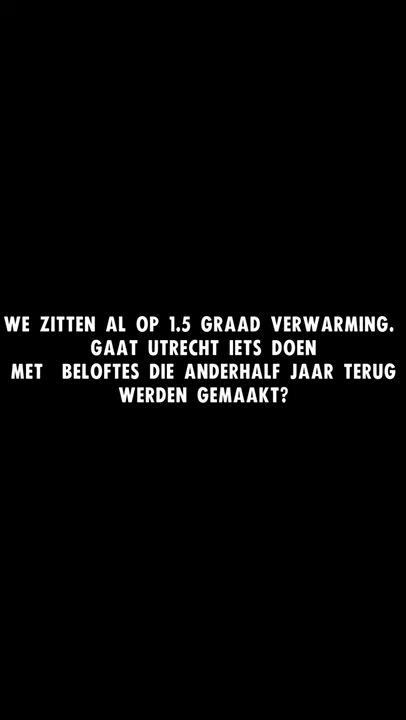 WE ZITTEN AL OP 1.5 GRAAD VERWARMING.
GAAT UTRECHT IETS DOEN
MET BELOFTES DIE ANDERHALF JAAR TERUG
WERDEN GEMAAKT?